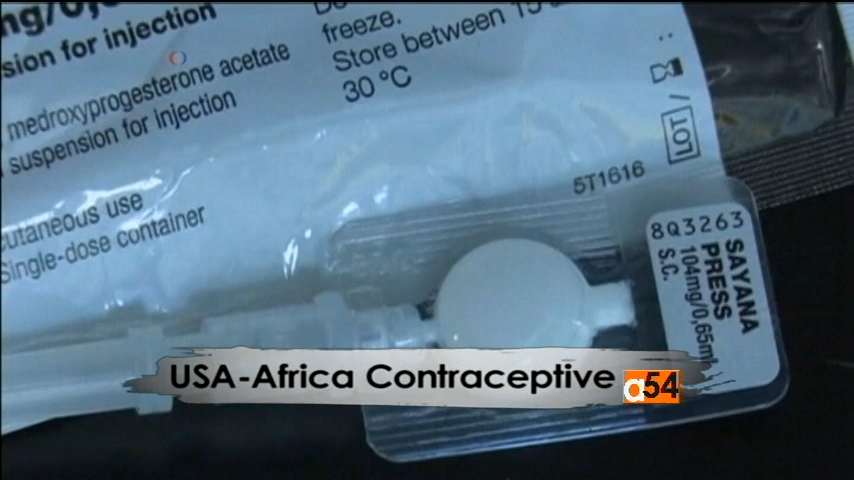 sion for injection
medroxyprogesterone acetate
suspension for injection
cutaneous use
Single-dose container
freeze.
Store between 15
30 °C
LOT /
5T1616
8Q3263
SAYANA
PRESS
104mg/0,65ml
S.C.
USA-Africa Contraceptive
a54